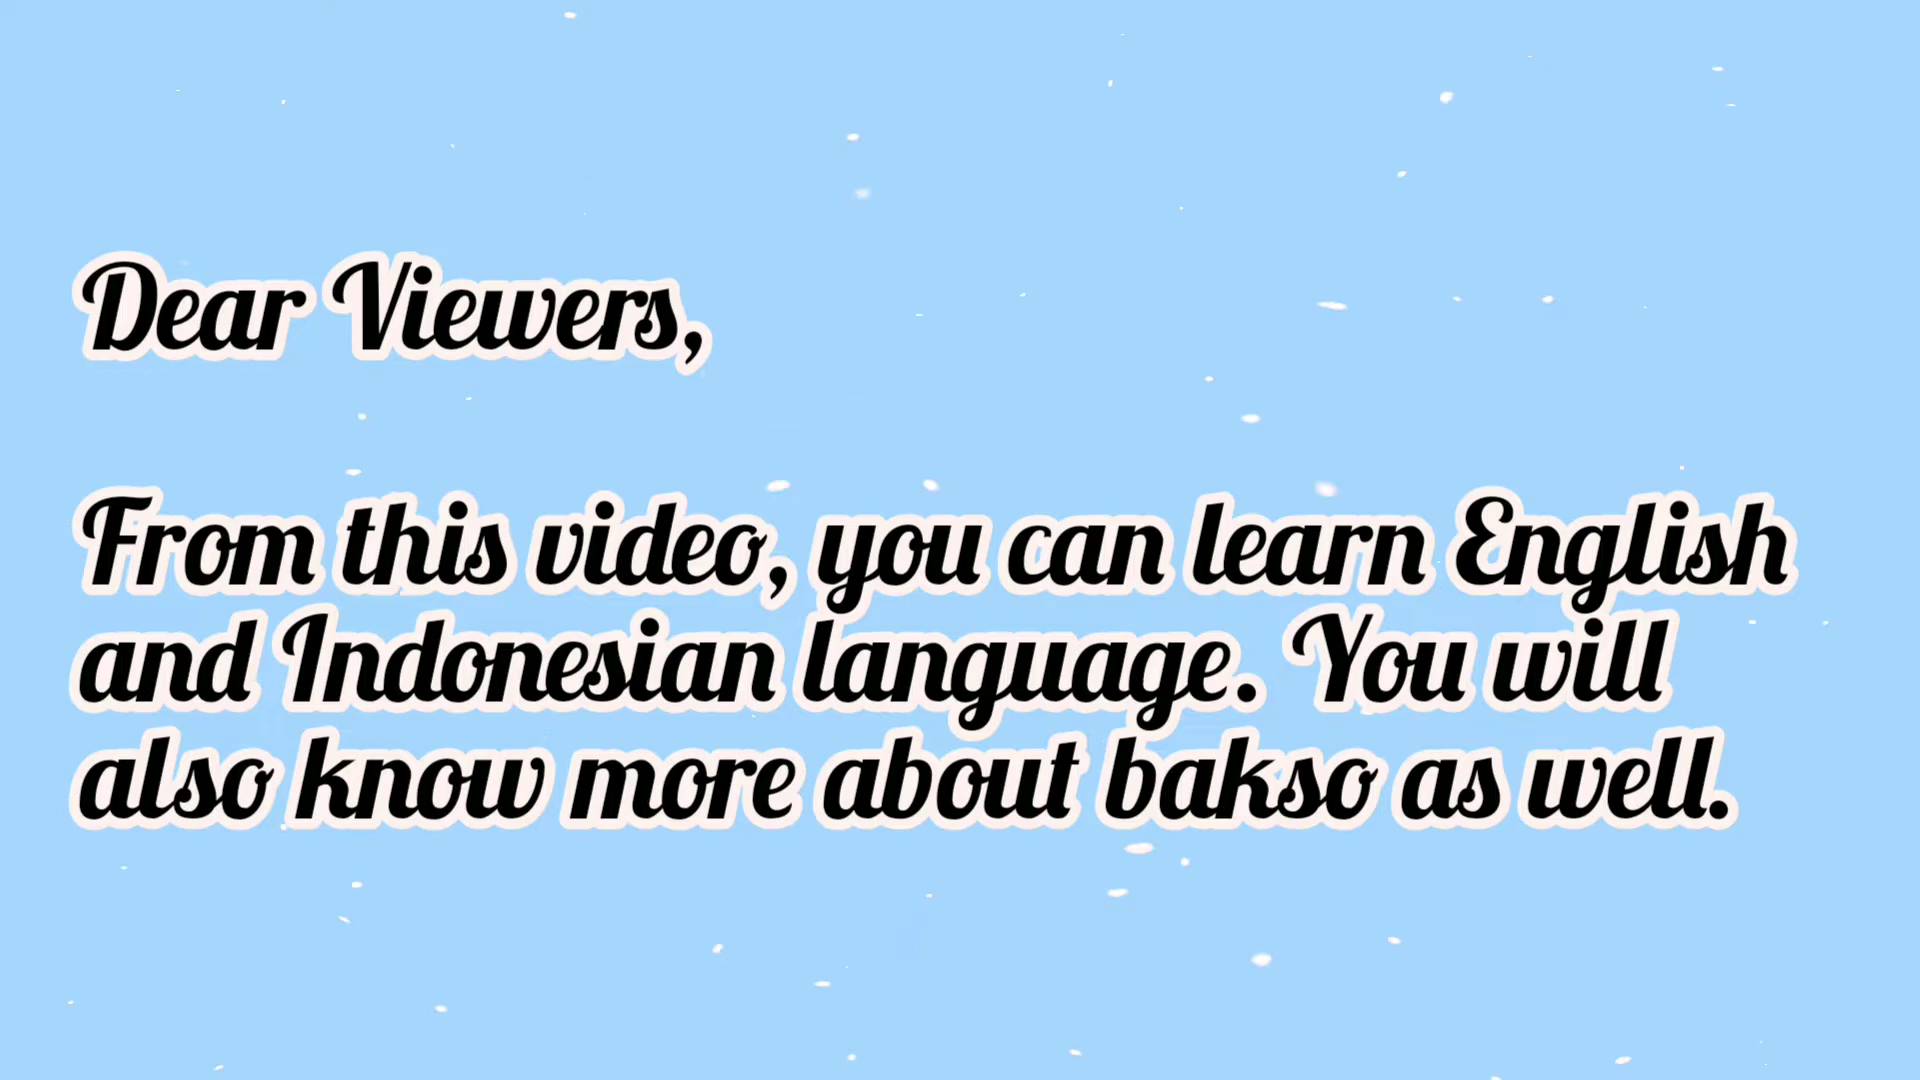 Dear Viewers,
From this video, you can learn English
and Indonesian language. You will
also know more about bakso as well.